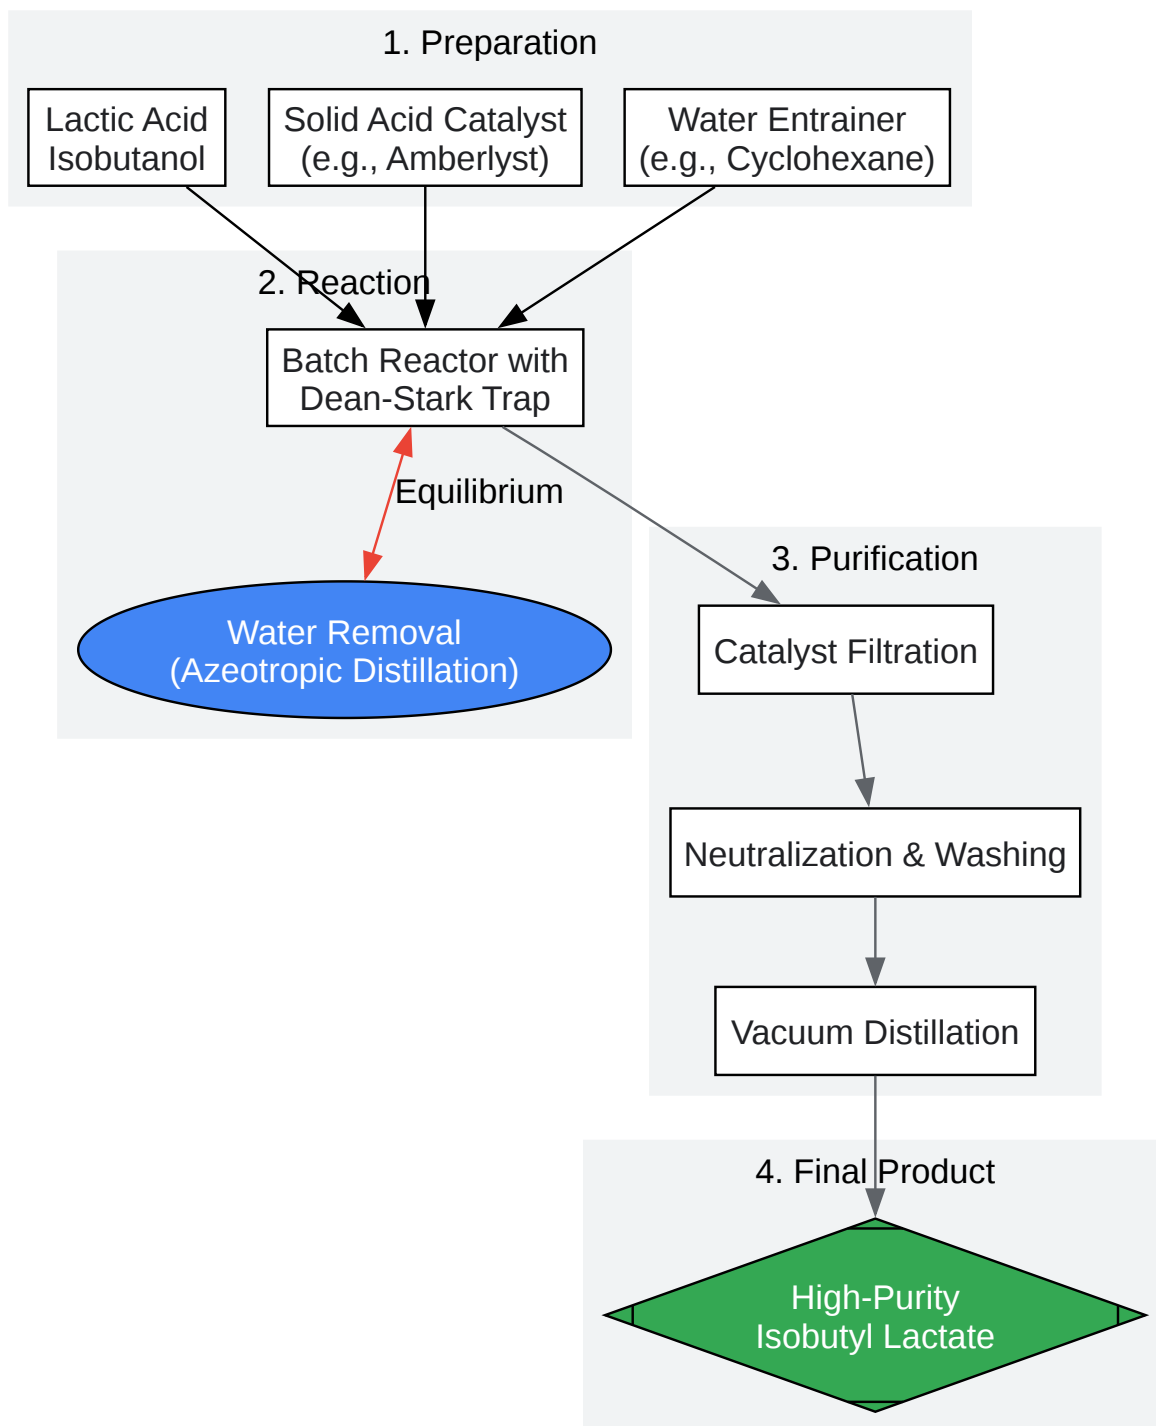 1. Preparation
Lactic Acid
Isobutanol
Solid Acid Catalyst
(e.g., Amberlyst)
Water Entrainer
(e.g., Cyclohexane)
2. Reaction
Batch Reactor with
Dean-Stark Trap
Equilibrium
Water Removal
(Azeotropic Distillation)
3. Purification
Catalyst Filtration
Neutralization & Washing
Vacuum Distillation
4. Final Product
High-Purity
Isobutyl Lactate